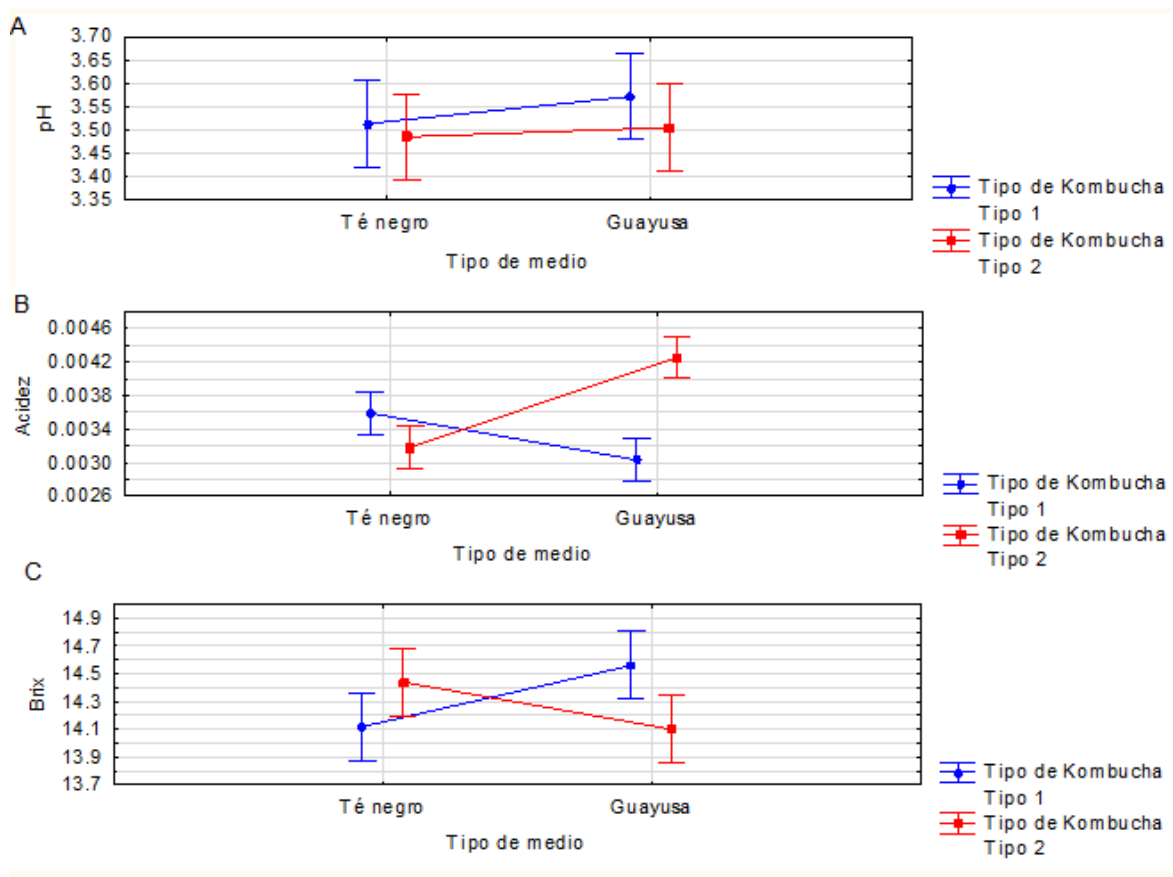 A
3.70
3.65
3.60
3.55
3.50
3.45
3.40
3.35
pH
Té negro
Guayusa
Tipo de medio
Tipo de Kombucha
Tipo 1
Tipo de Kombucha
Tipo 2
B
0.0046
0.0042
0.0038
0.0034
0.0030
0.0026
Acidez
Té negro
Guayusa
Tipo de medio
Tipo de Kombucha
Tipo 1
Tipo de Kombucha
Tipo 2
C
14.9
14.7
14.5
14.3
14.1
13.9
13.7
Brix
Té negro
Guayusa
Tipo de medio
Tipo de Kombucha
Tipo 1
Tipo de Kombucha
Tipo 2